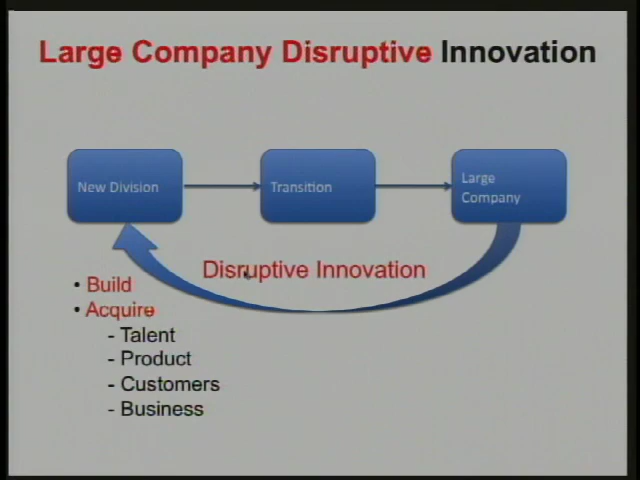 Large Company Disruptive Innovation
New Division
Transition
Large
Company
Disruptive Innovation
• Build
• Acquire
- Talent
- Product
- Customers
- Business